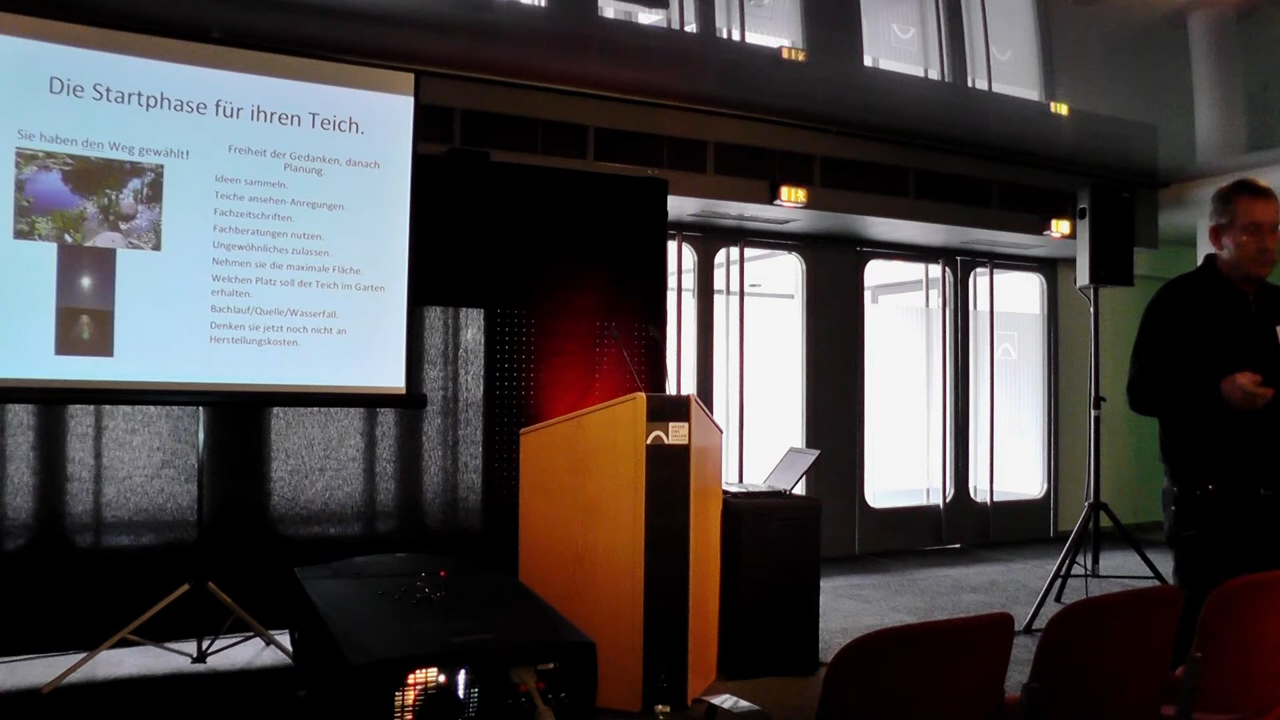 Die Startphase für ihren Teich.
Sie haben den Weg gewählt!
Freiheit der Gedanken, danach
Planung.
Ideen sammeln.
Teiche ansehen-Anregungen.
Fachzeitschriften.
Fachberatungen nutzen.
Ungewöhnliches zulassen.
Nehmen sie die maximale Fläche.
Welchen Platz soll der Teich im Garten
erhalten.
Bachlauf/Quelle/Wasserfall.
Denken sie jetzt noch nicht an
Herstellungskosten.